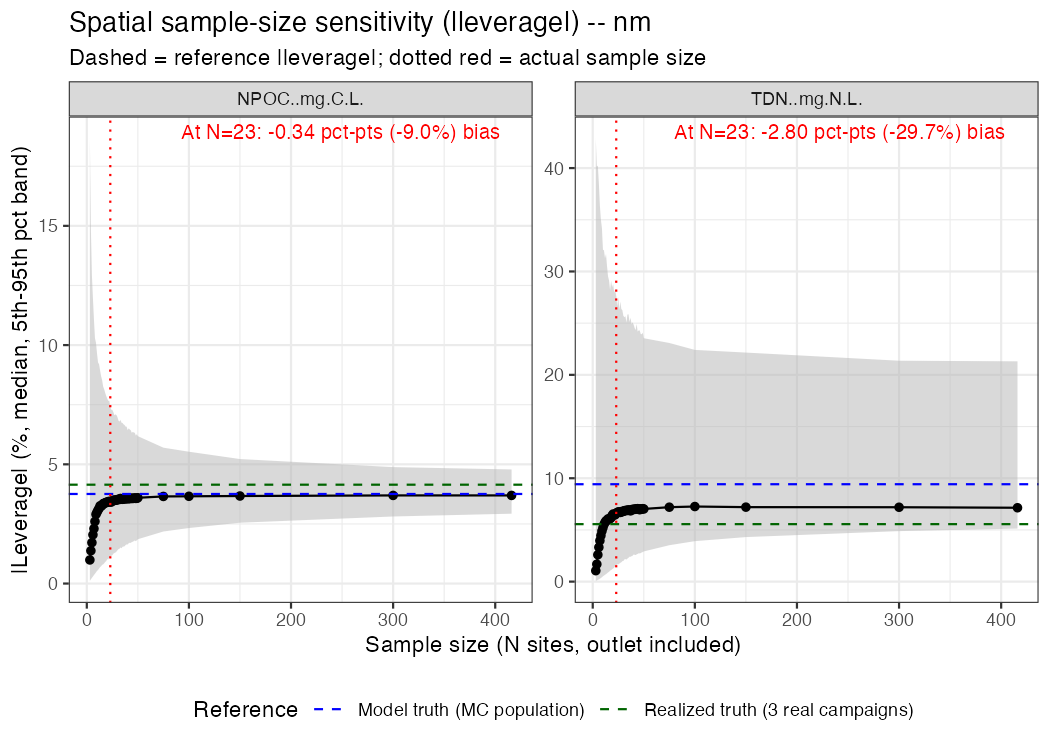 Spatial sample-size sensitivity (|leverage|) -- nm
Dashed = reference |leverage|; dotted red = actual sample size
NPOC..mg.C.L.
TDN..mg.N.L.
At N=23: -0.34 pct-pts (-9.0%) bias
At N=23: -2.80 pct-pts (-29.7%) bias
|Leverage| (%, median, 5th-95th pct band)
15
10
5
0
40
30
20
10
0
0 100 200 300 400
0 100 200 300 400
Sample size (N sites, outlet included)
Reference
Model truth (MC population)
Realized truth (3 real campaigns)